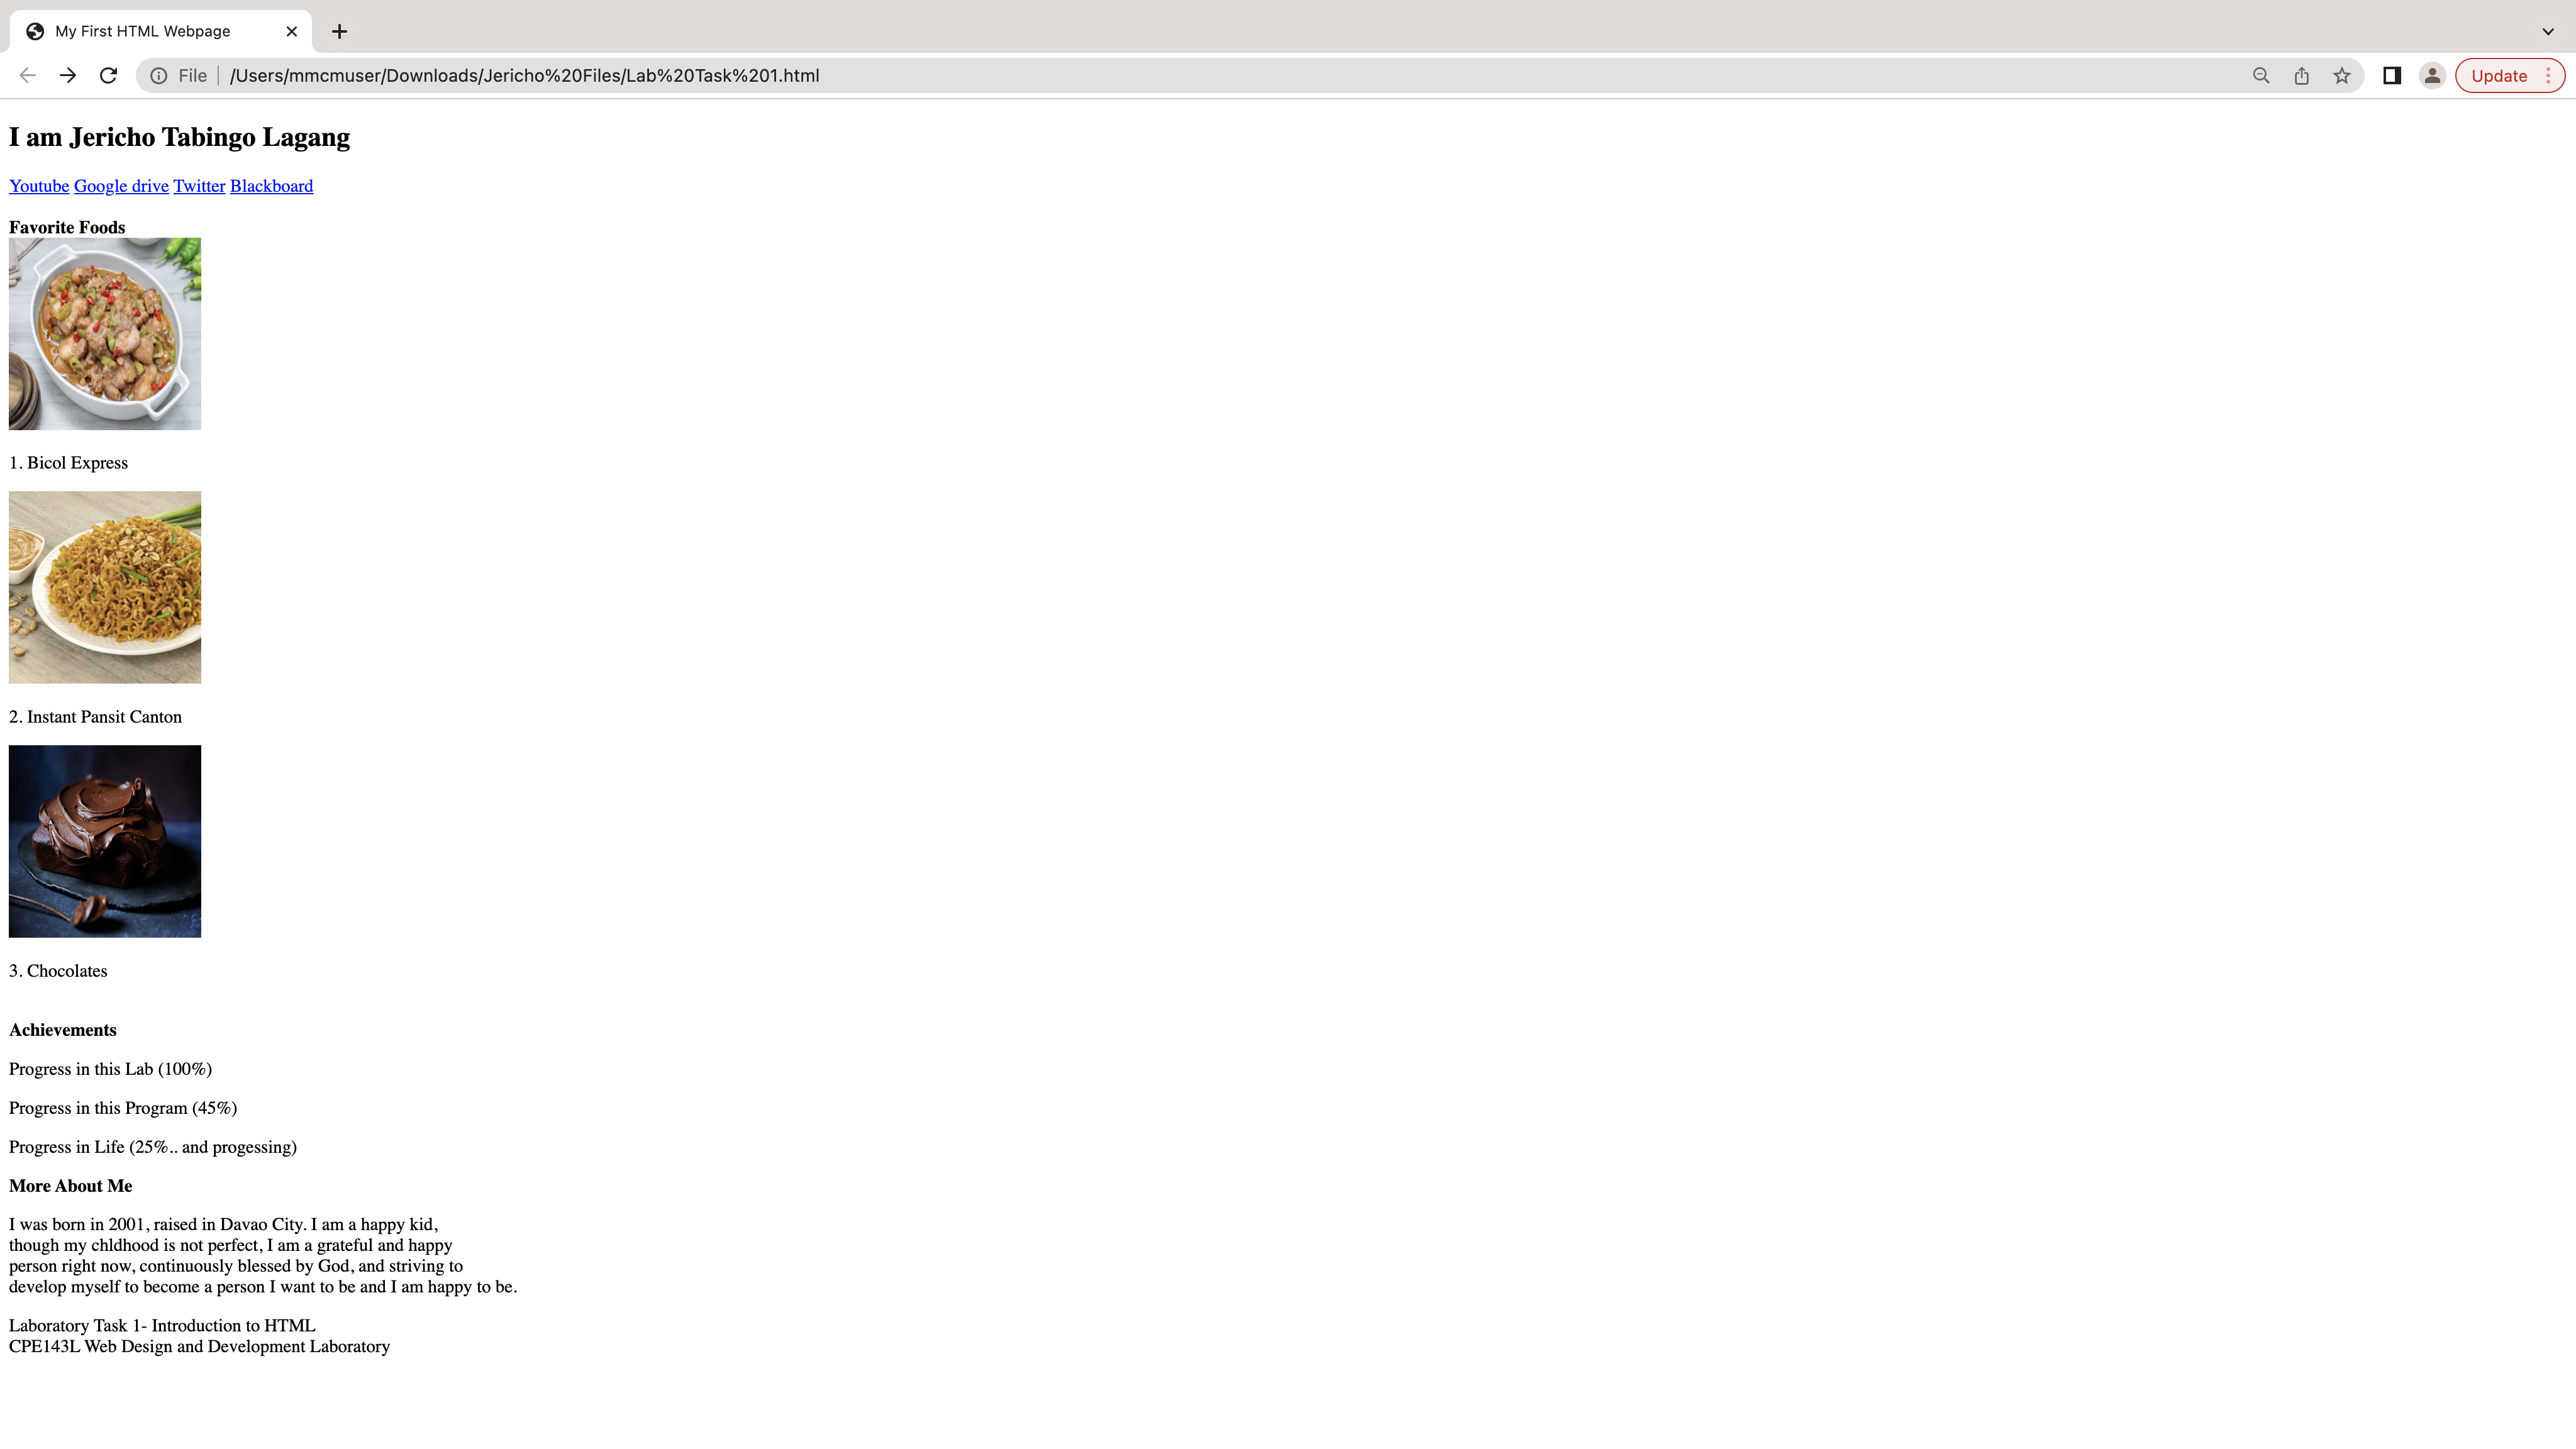 My First HTML Webpage
File /Users/mmcmuser/Downloads/Jericho%20Files/Lab%20Task%201.html
Update
I am Jericho Tabingo Lagang
Youtube Google drive Twitter Blackboard
Favorite Foods
1. Bicol Express
2. Instant Pansit Canton
3. Chocolates
Achievements
Progress in this Lab (100%)
Progress in this Program (45%)
Progress in Life (25%.. and progessing)
More About Me
I was born in 2001, raised in Davao City. I am a happy kid,
though my chldhood is not perfect, I am a grateful and happy
person right now, continuously blessed by God, and striving to
develop myself to become a person I want to be and I am happy to be.
Laboratory Task 1- Introduction to HTML
CPE143L Web Design and Development Laboratory